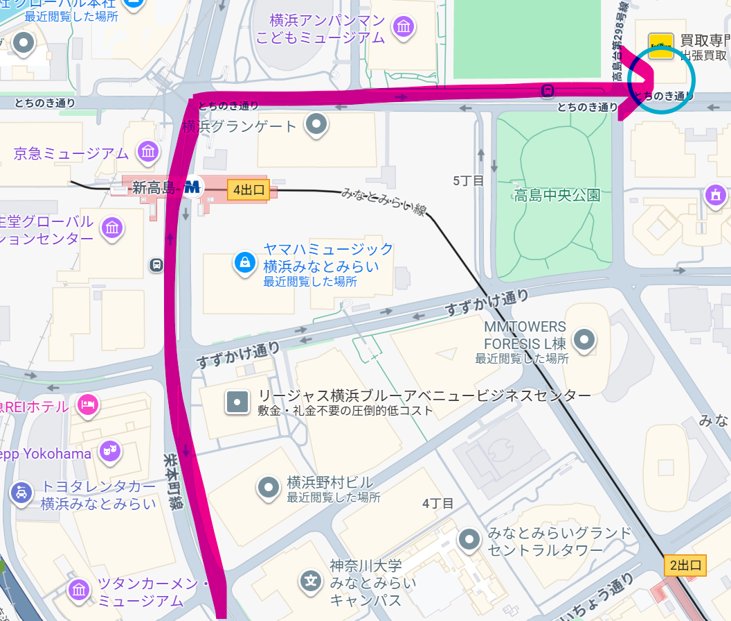 社グローバル本社
最近閲覧した場所
横浜アンパンマン
こどもミュージアム
高島台第298号線
買取専門
出張買取
とちのき通り
とちのき通り
とちのき通り
とちのき通り
横浜グランゲート
京急ミュージアム
新高島
4出口
みなとみらい線
5丁目
高島中央公園
生堂グローバル
ションセンター
ヤマハミュージック
横浜みなとみらい
最近閲覧した場所
すずかけ通り
すずかけ通り
MMTOWERS
FORESIS L棟
最近閲覧した場所
リージャス横浜ブルーアベニュービジネスセンター
敷金・礼金不要の圧倒的低コスト
急REIホテル
みな
epp Yokohama
栄本町線
トヨタレンタカー
横浜みなとみらい
横浜野村ビル
最近閲覧した場所
4丁目
みなとみらいグランド
セントラルタワー
2出口
神奈川大学
みなとみらい
キャンパス
ツタンカーメン・
ミュージアム
いちょう通り